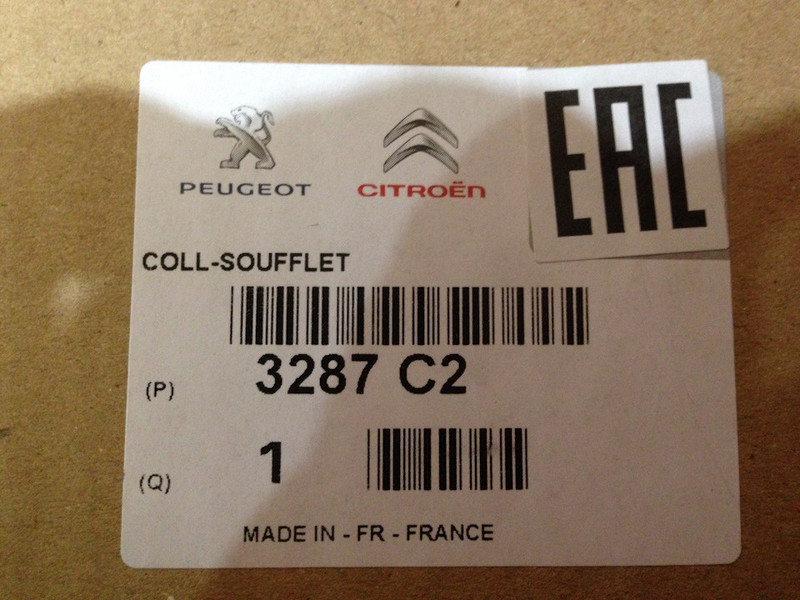 PEUGEOT
CITROËN
EAC
COLL-SOUFFLET
(P) 3287 C2
(Q) 1
MADE IN - FR - FRANCE